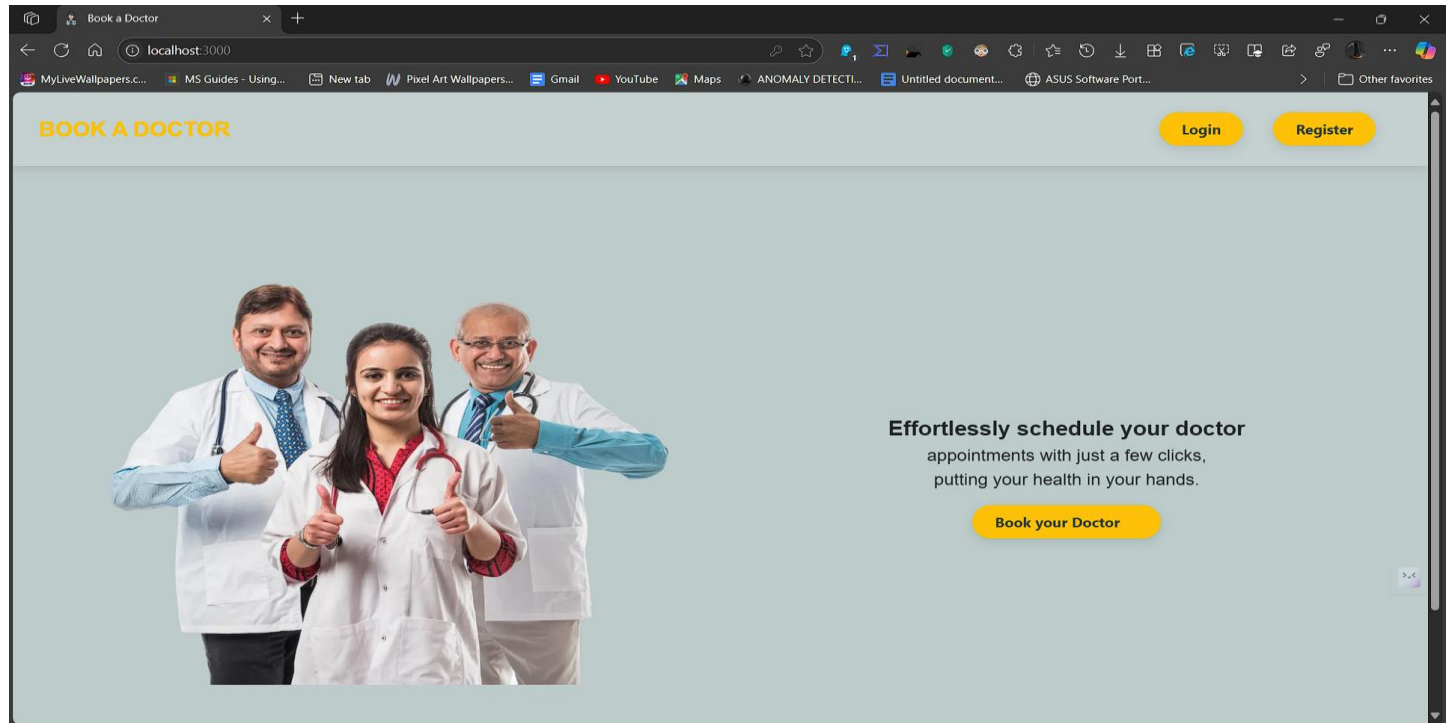 Book a Doctor
localhost:3000
1
MyLiveWallpapers.c... MS Guides - Using... New tab Pixel Art Wallpapers... Gmail YouTube Maps ANOMALY DETECTI... Untitled document... ASUS Software Port... Other favorites
BOOK A DOCTOR
Login Register
Effortlessly schedule your doctor
appointments with just a few clicks,
putting your health in your hands.
Book your Doctor